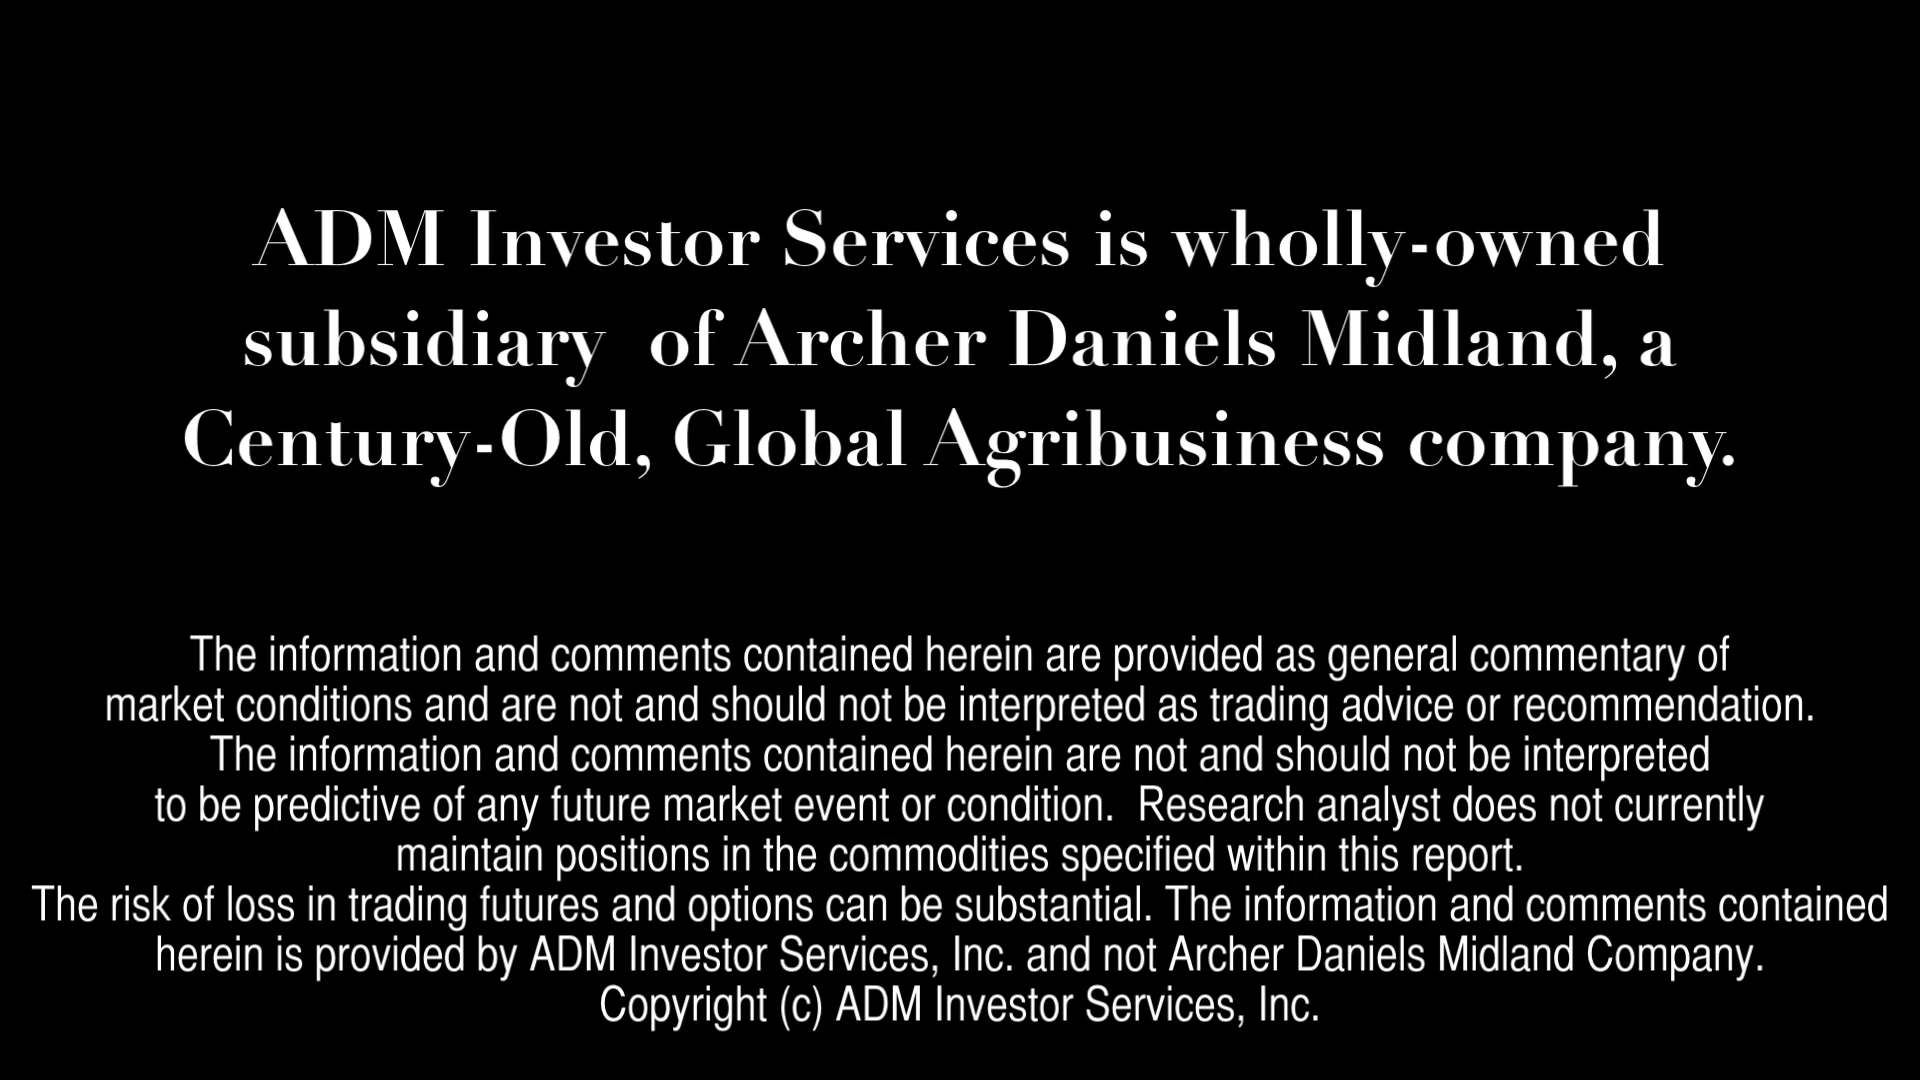 ADM Investor Services is wholly-owned
subsidiary  of Archer Daniels Midland, a
Century-Old, Global Agribusiness company.
The information and comments contained herein are provided as general commentary of
market conditions and are not and should not be interpreted as trading advice or recommendation.
The information and comments contained herein are not and should not be interpreted
to be predictive of any future market event or condition.  Research analyst does not currently
maintain positions in the commodities specified within this report.
The risk of loss in trading futures and options can be substantial. The information and comments contained
herein is provided by ADM Investor Services, Inc. and not Archer Daniels Midland Company.
Copyright (c) ADM Investor Services, Inc.